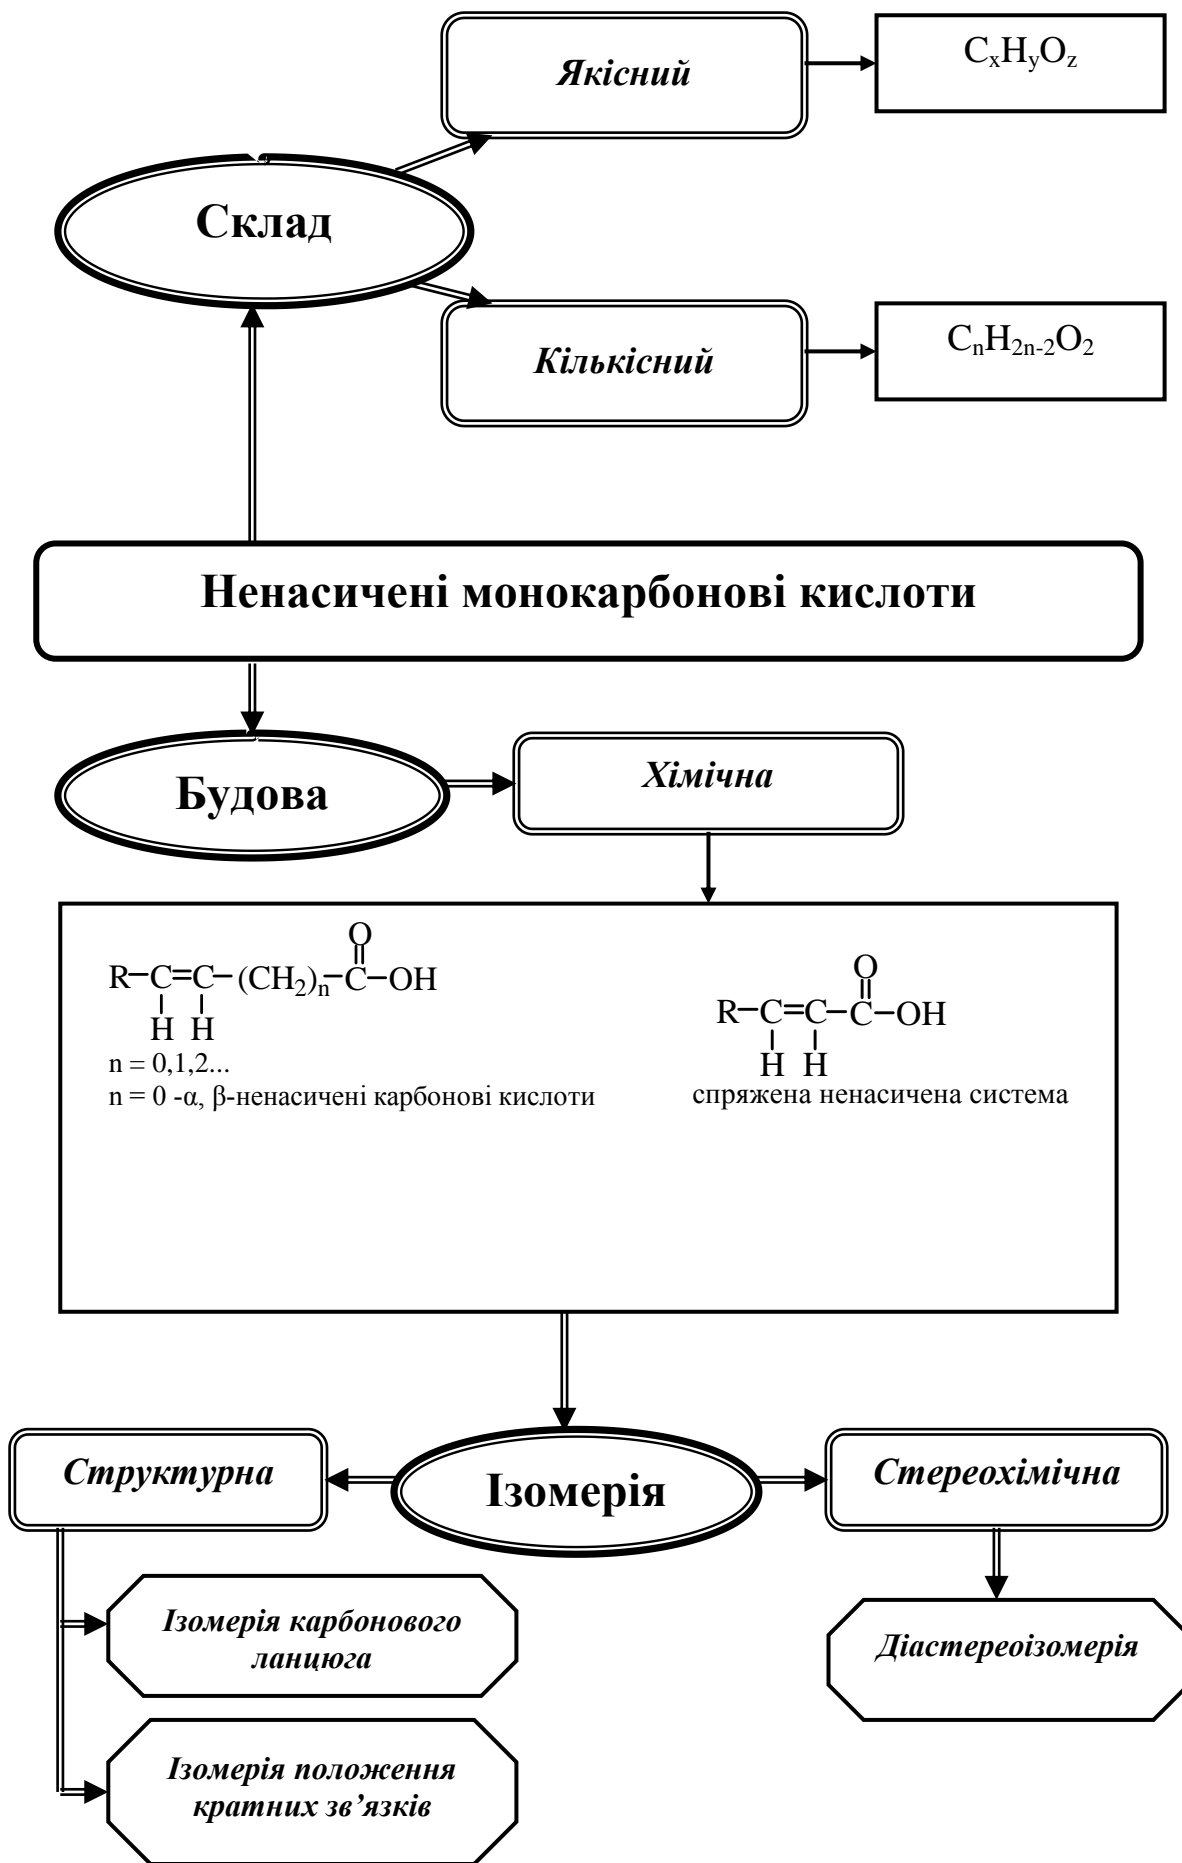 Якісний
CₓHᵧO_z
Склад
Кількісний
CₙH₂ₙ₋₂O₂
Ненасичені монокарбонові кислоти
Будова
Хімічна
O
R–C=C–(CH₂)ₙ–C–OH
H H
n = 0,1,2...
n = 0 -α, β-ненасичені карбонові кислоти
O
R–C=C–C–OH
H H
спряжена ненасичена система
Структурна
Ізомерія
Стереохімічна
Ізомерія карбонового
ланцюга
Діастереоізомерія
Ізомерія положення
кратних зв’язків